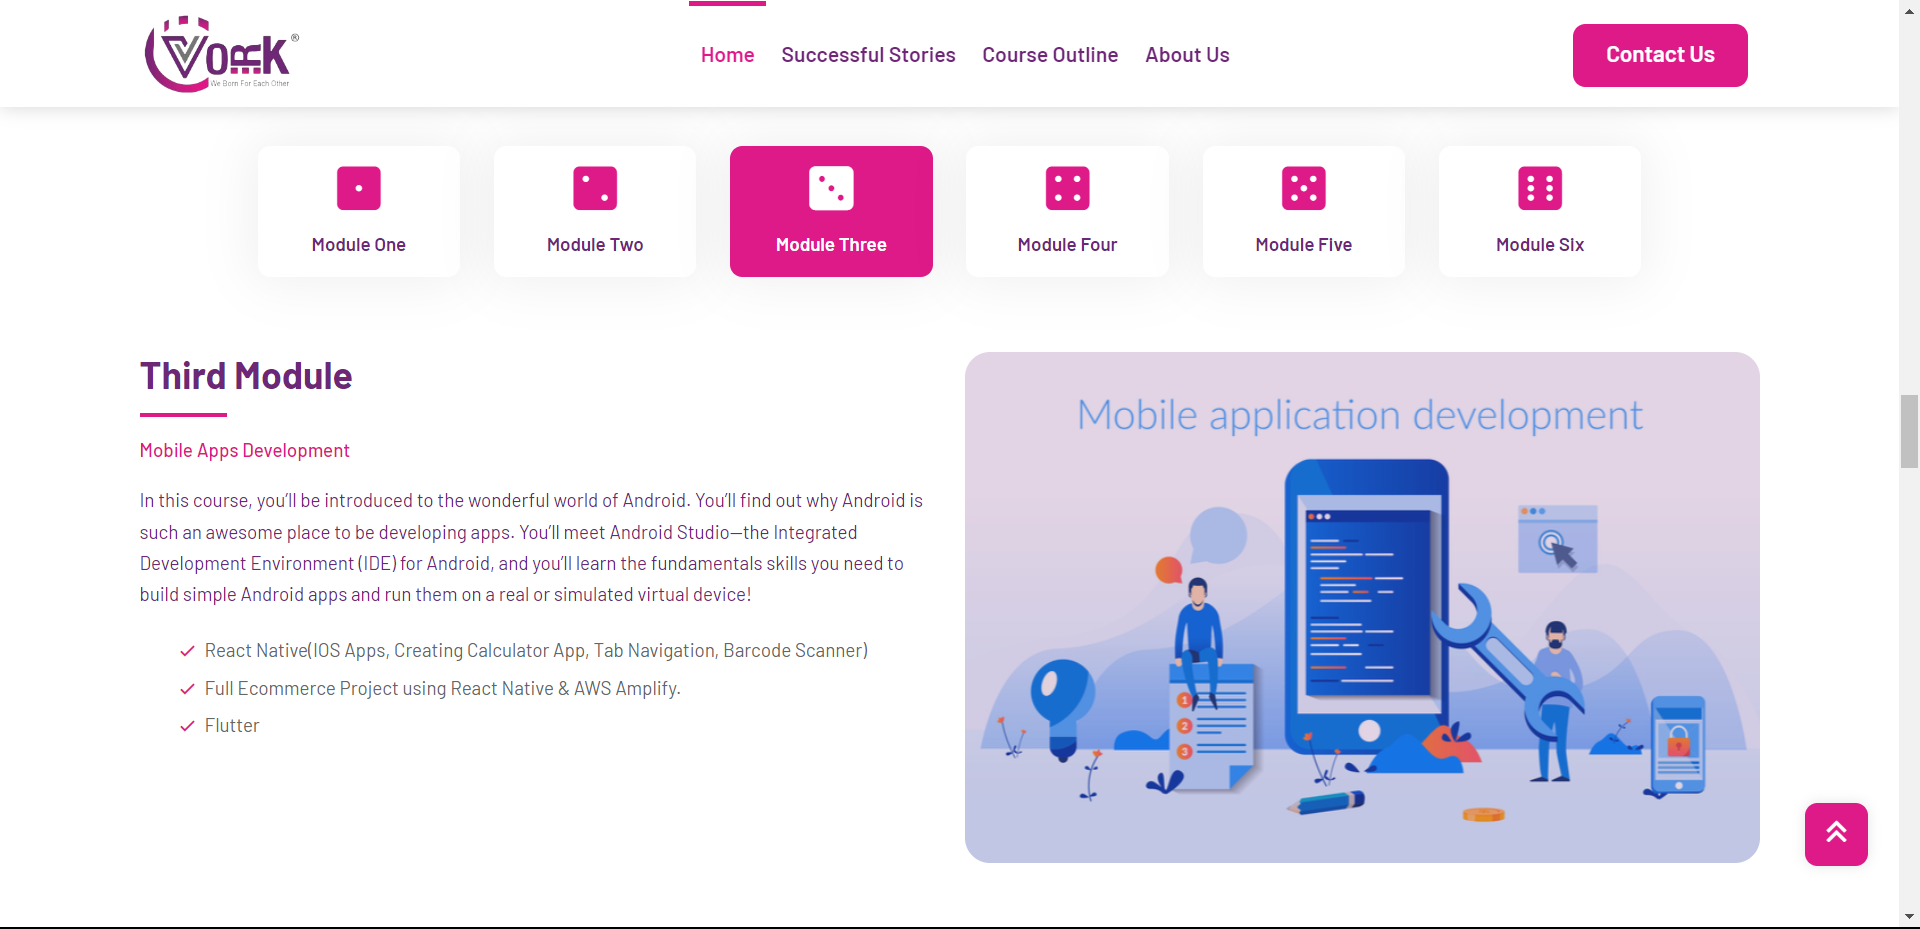 VORK ®
We Born For Each Other
Home Successful Stories Course Outline About Us
Contact Us
Module One Module Two Module Three Module Four Module Five Module Six
Third Module
Mobile Apps Development
In this course, you’ll be introduced to the wonderful world of Android. You’ll find out why Android is
such an awesome place to be developing apps. You’ll meet Android Studio—the Integrated
Development Environment (IDE) for Android, and you’ll learn the fundamentals skills you need to
build simple Android apps and run them on a real or simulated virtual device!
React Native(IOS Apps, Creating Calculator App, Tab Navigation, Barcode Scanner)
Full Ecommerce Project using React Native & AWS Amplify.
Flutter
Mobile application development
1
2
3